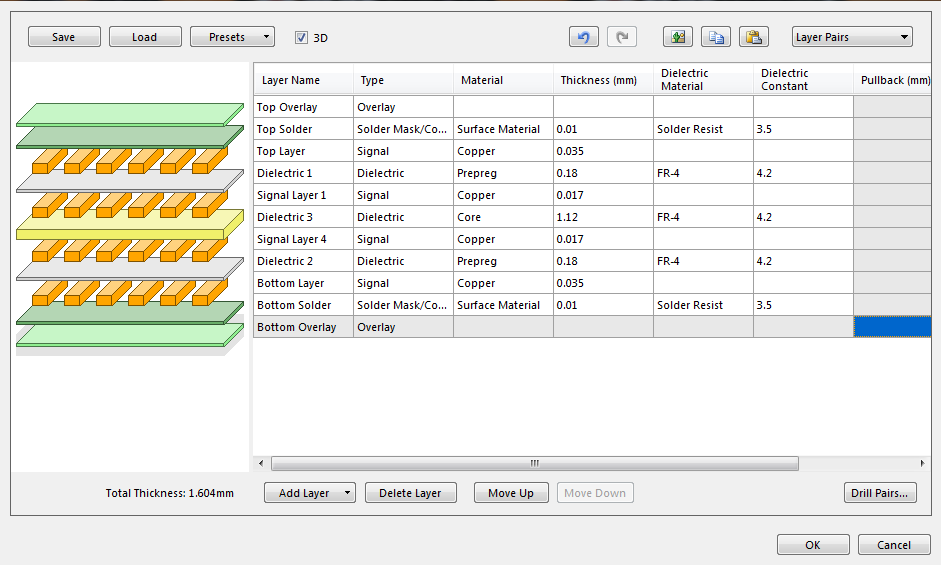 Save Load Presets 3D Layer Pairs
Layer Name Type Material Thickness (mm) Dielectric Material Dielectric Constant Pullback (mm)
Top Overlay Overlay
Top Solder Solder Mask/Co... Surface Material 0.01 Solder Resist 3.5
Top Layer Signal Copper 0.035
Dielectric 1 Dielectric Prepreg 0.18 FR-4 4.2
Signal Layer 1 Signal Copper 0.017
Dielectric 3 Dielectric Core 1.12 FR-4 4.2
Signal Layer 4 Signal Copper 0.017
Dielectric 2 Dielectric Prepreg 0.18 FR-4 4.2
Bottom Layer Signal Copper 0.035
Bottom Solder Solder Mask/Co... Surface Material 0.01 Solder Resist 3.5
Bottom Overlay Overlay
Total Thickness: 1.604mm Add Layer Delete Layer Move Up Move Down Drill Pairs...
OK Cancel